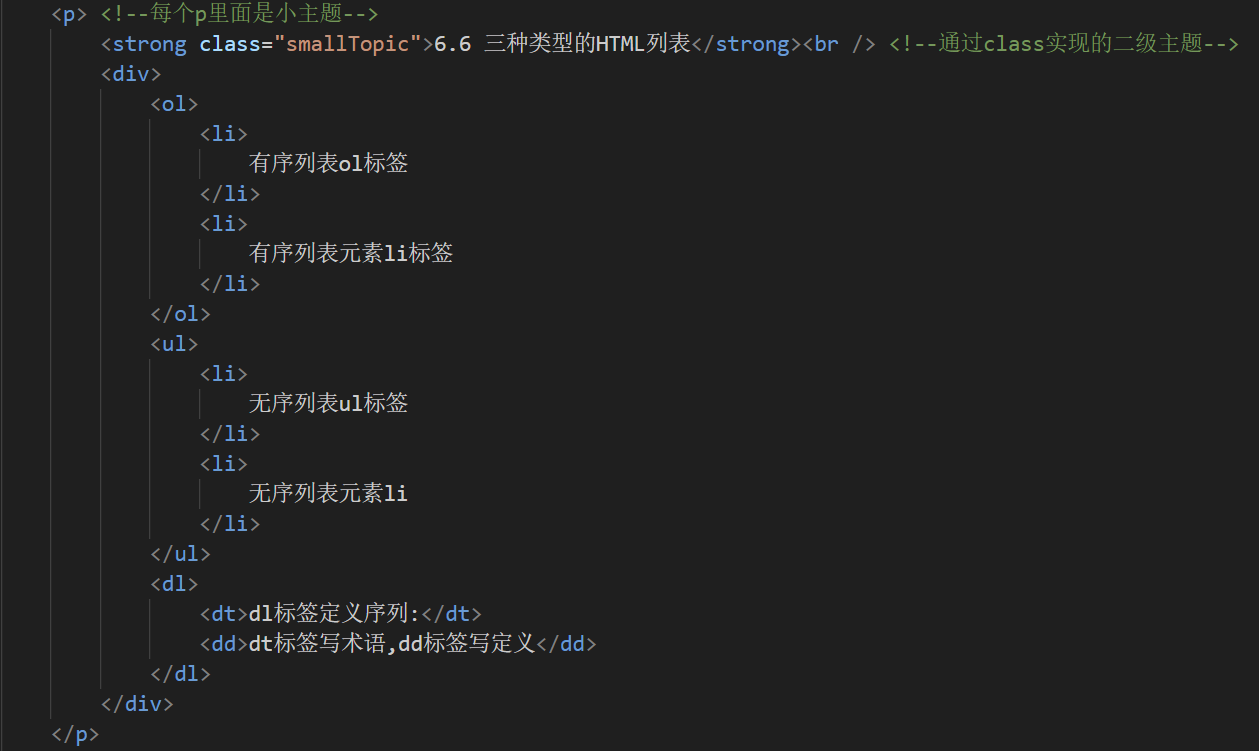 <p> <!--每个p里面是小主题-->
<strong class="smallTopic">6.6 三种类型的HTML列表</strong><br /> <!--通过class实现的二级主题-->
<div>
<ol>
<li>
有序列表ol标签
</li>
<li>
有序列表元素li标签
</li>
</ol>
<ul>
<li>
无序列表ul标签
</li>
<li>
无序列表元素li
</li>
</ul>
<dl>
<dt>dl标签定义序列:</dt>
<dd>dt标签写术语,dd标签写定义</dd>
</dl>
</div>
</p>